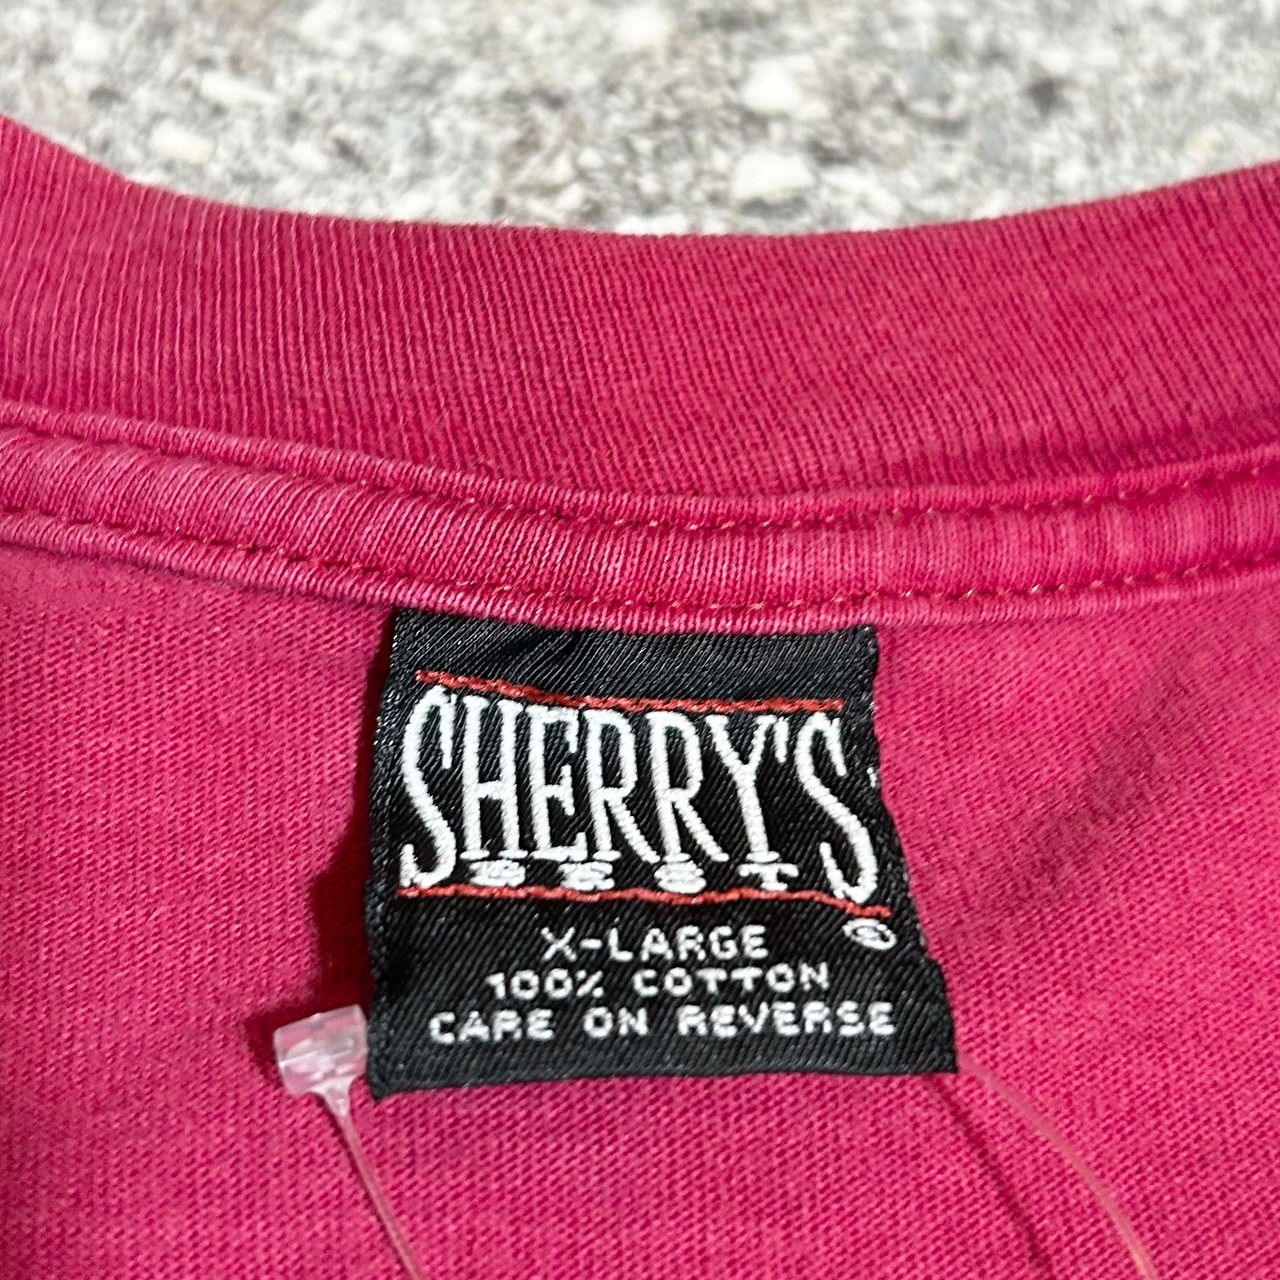 SHERRY'S
BEST
®
X-LARGE
100% COTTON
CARE ON REVERSE